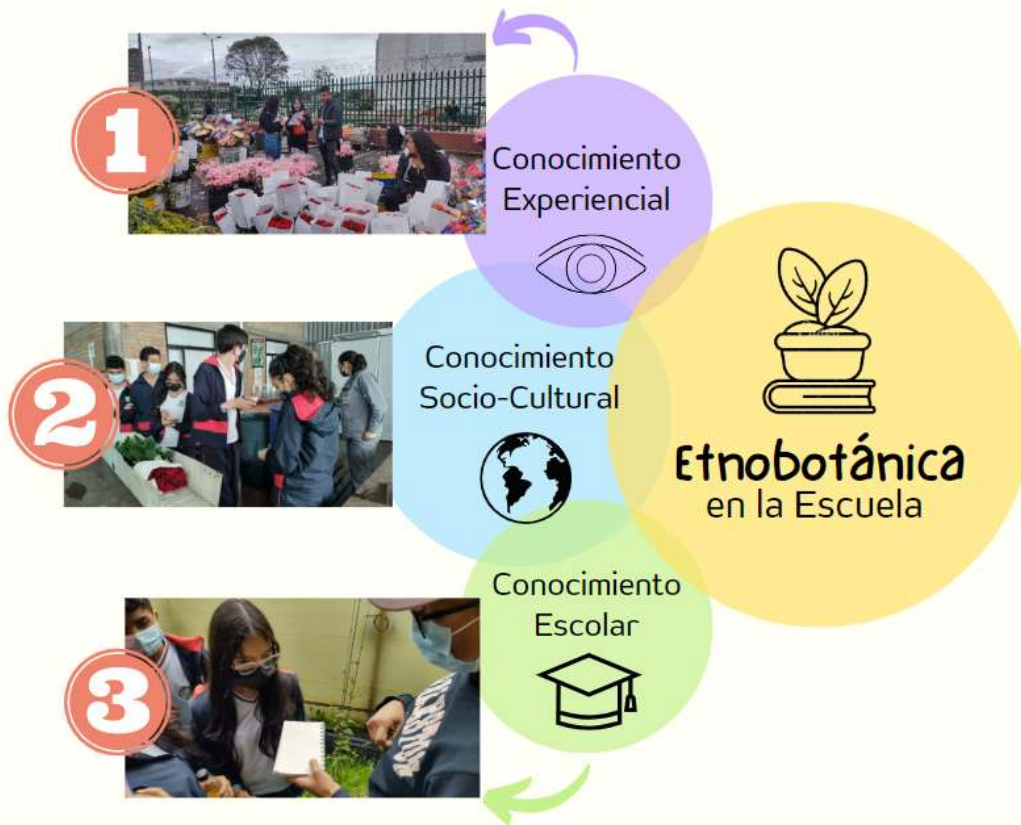 1
Conocimiento
Experiencial
2
Conocimiento
Socio-Cultural
Etnobotánica
en la Escuela
3
Conocimiento
Escolar